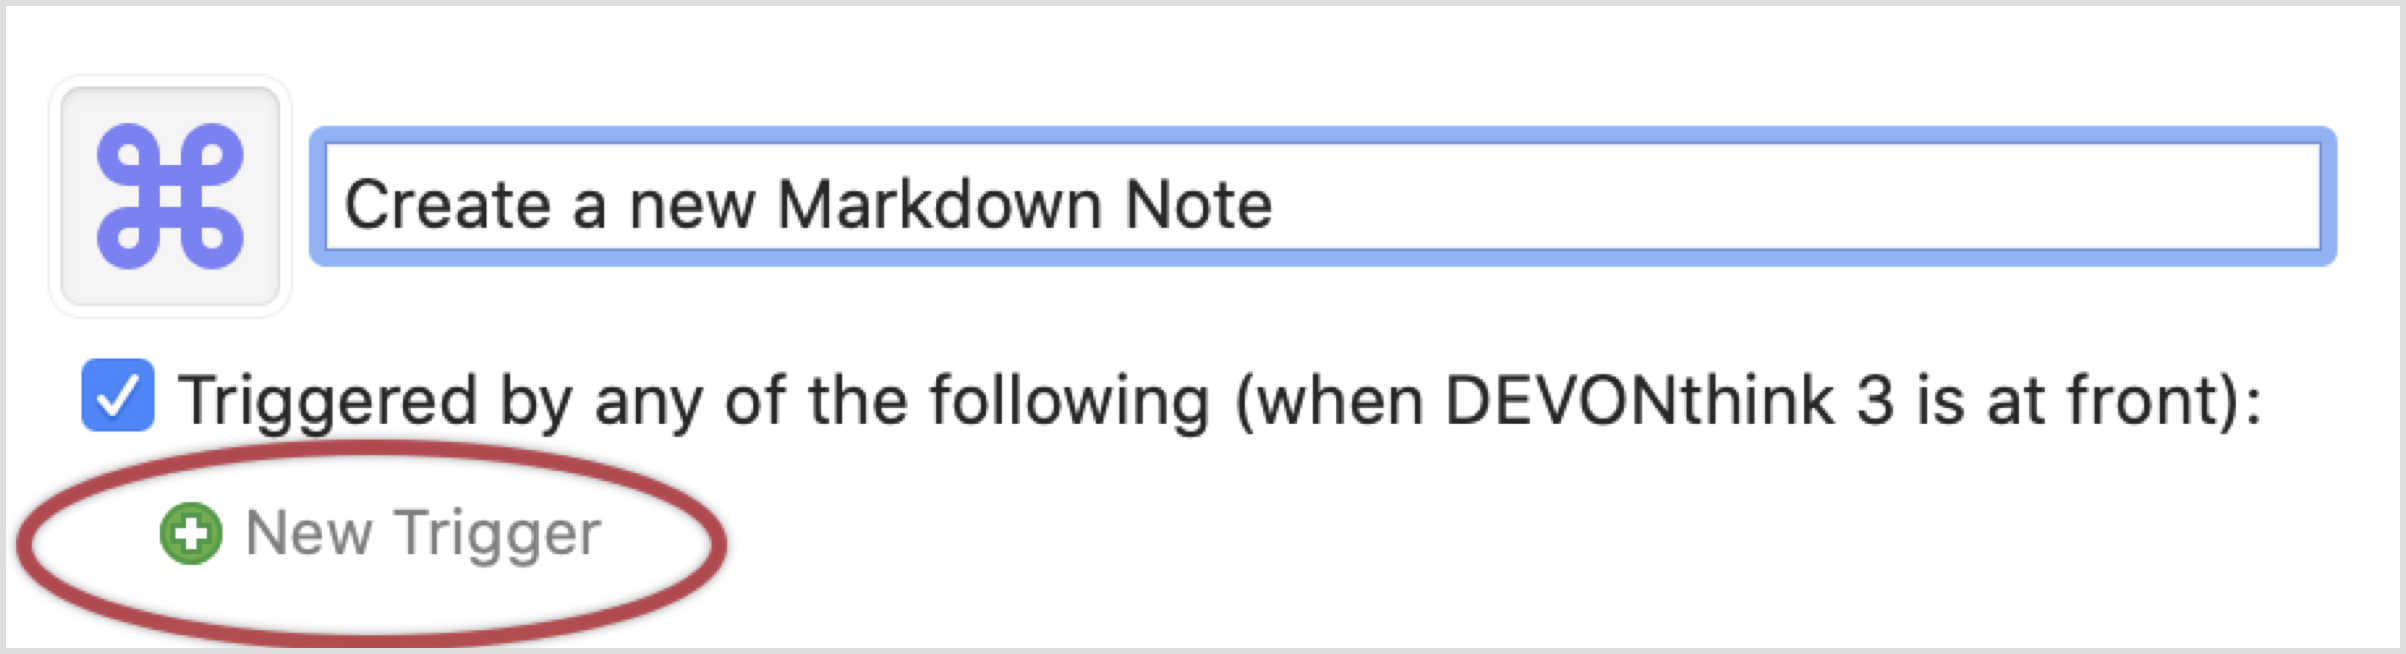 Create a new Markdown Note
Triggered by any of the following (when DEVONthink 3 is at front):
New Trigger